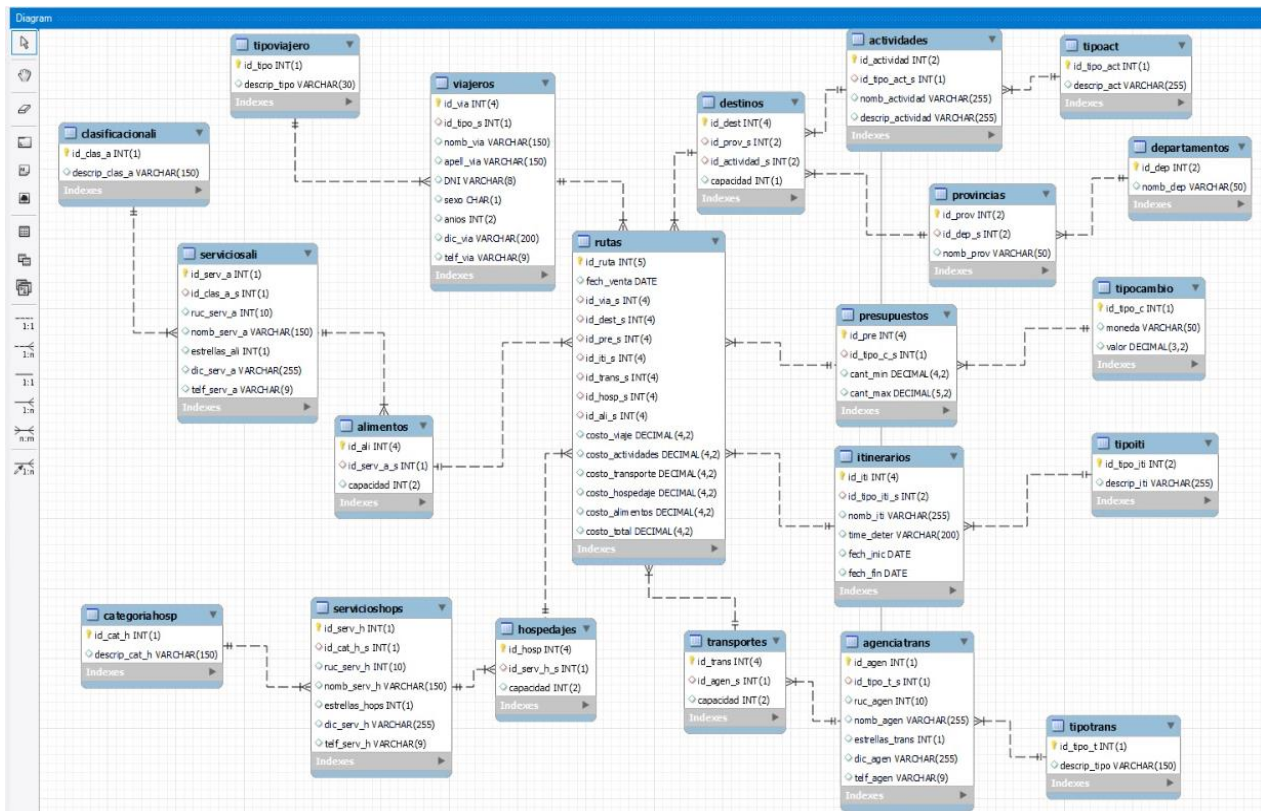 Diagram
tipoviajero
id_tipo INT(1)
descrip_tipo VARCHAR(30)
Indexes
viajeros
id_via INT(4)
id_tipo_s INT(1)
nomb_via VARCHAR(150)
apell_via VARCHAR(150)
DNI VARCHAR(8)
sexo CHAR(1)
anios INT(2)
dic_via VARCHAR(200)
telf_via VARCHAR(9)
Indexes
destinos
id_dest INT(4)
id_prov_s INT(2)
id_actividad_s INT(2)
capacidad INT(1)
Indexes
actividades
id_actividad INT(2)
id_tipo_act_s INT(1)
nomb_actividad VARCHAR(255)
descrip_actividad VARCHAR(255)
Indexes
tipoact
id_tipo_act INT(1)
descrip_act VARCHAR(255)
Indexes
clasificacionali
id_clas_a INT(1)
descrip_clas_a VARCHAR(150)
Indexes
departamentos
id_dep INT(2)
nomb_dep VARCHAR(50)
Indexes
provincias
id_prov INT(2)
id_dep_s INT(2)
nomb_prov VARCHAR(50)
Indexes
serviciosali
id_serv_a INT(1)
id_clas_a_s INT(1)
ruc_serv_a INT(10)
nomb_serv_a VARCHAR(150)
estrellas_ali INT(1)
dic_serv_a VARCHAR(255)
telf_serv_a VARCHAR(9)
Indexes
rutas
id_ruta INT(5)
fech_venta DATE
id_via_s INT(4)
id_dest_s INT(4)
id_pre_s INT(4)
id_iti_s INT(4)
id_trans_s INT(4)
id_hosp_s INT(4)
id_ali_s INT(4)
costo_viaje DECIMAL(4,2)
costo_actividades DECIMAL(4,2)
costo_transporte DECIMAL(4,2)
costo_hospedaje DECIMAL(4,2)
costo_alimentos DECIMAL(4,2)
costo_total DECIMAL(4,2)
Indexes
presupuestos
id_pre INT(4)
id_tipo_c_s INT(1)
cant_min DECIMAL(4,2)
cant_max DECIMAL(5,2)
Indexes
tipocambio
id_tipo_c INT(1)
moneda VARCHAR(50)
valor DECIMAL(3,2)
Indexes
1:1
1:n
1:1
1:n
n:m
1:n
alimentos
id_ali INT(4)
id_serv_a_s INT(1)
capacidad INT(2)
Indexes
itinerarios
id_iti INT(4)
id_tipo_iti_s INT(2)
nomb_iti VARCHAR(255)
time_deter VARCHAR(200)
fech_inic DATE
fech_fin DATE
Indexes
tipoiti
id_tipo_iti INT(2)
descrip_iti VARCHAR(255)
Indexes
categoriahosp
id_cat_h INT(1)
descrip_cat_h VARCHAR(150)
Indexes
servicioshops
id_serv_h INT(1)
id_cat_h_s INT(1)
ruc_serv_h INT(10)
nomb_serv_h VARCHAR(150)
estrellas_hops INT(1)
dic_serv_h VARCHAR(255)
telf_serv_h VARCHAR(9)
Indexes
hospedajes
id_hosp INT(4)
id_serv_h_s INT(1)
capacidad INT(2)
Indexes
transportes
id_trans INT(4)
id_agen_s INT(1)
capacidad INT(2)
Indexes
agenciatrans
id_agen INT(1)
id_tipo_t_s INT(1)
ruc_agen INT(10)
nomb_agen VARCHAR(255)
estrellas_trans INT(1)
dic_agen VARCHAR(255)
telf_agen VARCHAR(9)
Indexes
tipotrans
id_tipo_t INT(1)
descrip_tipo VARCHAR(150)
Indexes